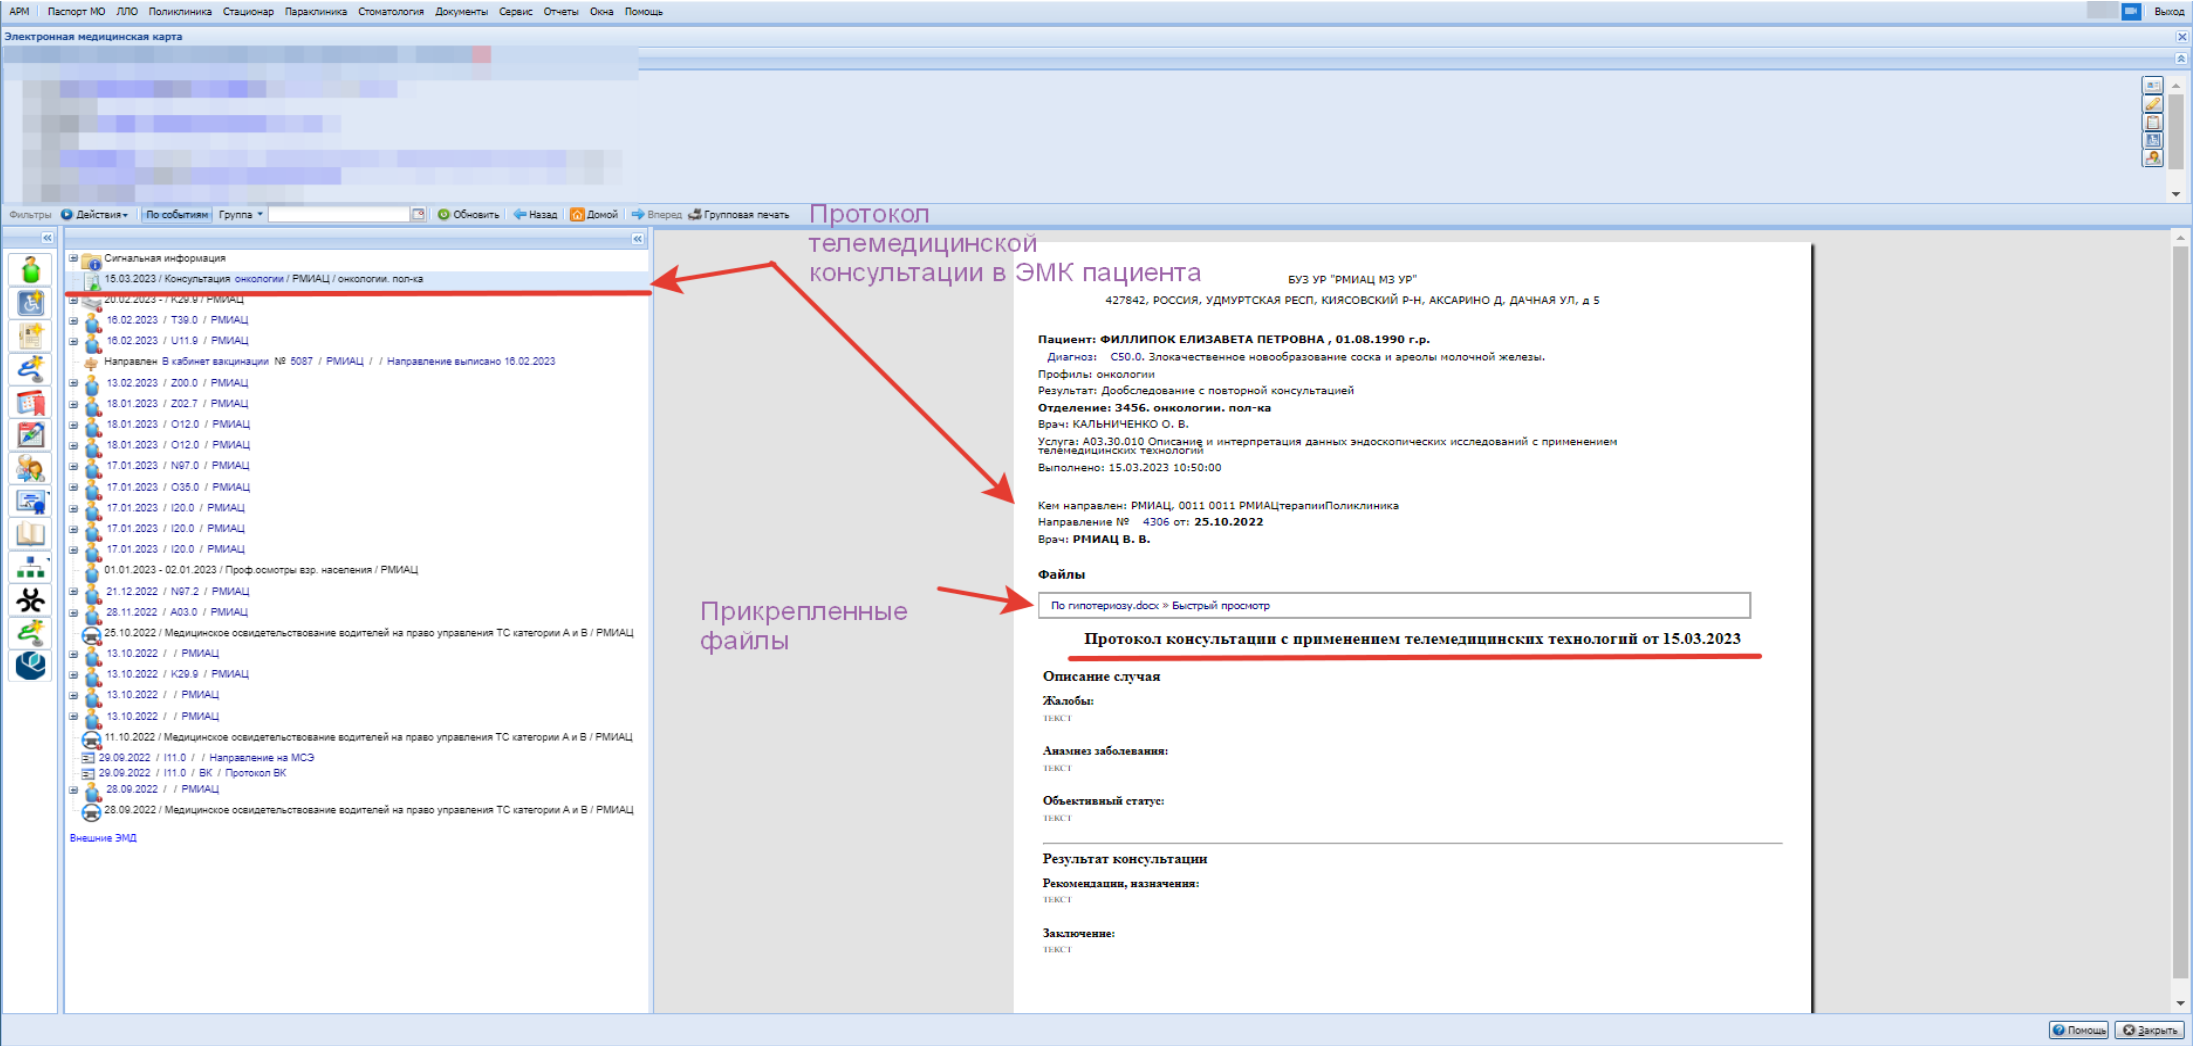 АРМ Паспорт МО ЛЛО Поликлиника Стационар Параклиника Стоматология Документы Сервис Отчеты Окна Помощь Выход
Электронная медицинская карта
Фильтры Действия По событиям Группа Обновить Назад Домой Вперед Групповая печать
Протокол
телемедицинской
консультации в ЭМК пациента
Сигнальная информация
15.03.2023 / Консультация онкологии / РМИАЦ / онкологии. пол-ка
20.02.2023 - / K29.9 / РМИАЦ
16.02.2023 / T39.0 / РМИАЦ
16.02.2023 / U11.9 / РМИАЦ
Направлен В кабинет вакцинации № 5087 / РМИАЦ / / Направление выписано 16.02.2023
13.02.2023 / Z00.0 / РМИАЦ
18.01.2023 / Z02.7 / РМИАЦ
18.01.2023 / O12.0 / РМИАЦ
18.01.2023 / O12.0 / РМИАЦ
17.01.2023 / N97.0 / РМИАЦ
17.01.2023 / O35.0 / РМИАЦ
17.01.2023 / I20.0 / РМИАЦ
17.01.2023 / I20.0 / РМИАЦ
17.01.2023 / I20.0 / РМИАЦ
01.01.2023 - 02.01.2023 / Проф.осмотры взр. населения / РМИАЦ
21.12.2022 / N97.2 / РМИАЦ
28.11.2022 / A03.0 / РМИАЦ
25.10.2022 / Медицинское освидетельствование водителей на право управления ТС категории А и В / РМИАЦ
13.10.2022 / / РМИАЦ
13.10.2022 / K29.9 / РМИАЦ
13.10.2022 / / РМИАЦ
13.10.2022 / / РМИАЦ
11.10.2022 / Медицинское освидетельствование водителей на право управления ТС категории А и В / РМИАЦ
29.09.2022 / I11.0 / / Направление на МСЭ
29.09.2022 / I11.0 / ВК / Протокол ВК
28.09.2022 / / РМИАЦ
28.09.2022 / Медицинское освидетельствование водителей на право управления ТС категории А и В / РМИАЦ
Внешние ЭМД
Прикрепленные
файлы
БУЗ УР "РМИАЦ МЗ УР"
427842, РОССИЯ, УДМУРТСКАЯ РЕСП, КИЯСОВСКИЙ Р-Н, АКСАРИНО Д, ДАЧНАЯ УЛ, д 5
Пациент: ФИЛЛИПОК ЕЛИЗАВЕТА ПЕТРОВНА , 01.08.1990 г.р.
Диагноз: C50.0. Злокачественное новообразование соска и ареолы молочной железы.
Профиль: онкологии
Результат: Дообследование с повторной консультацией
Отделение: 3456. онкологии. пол-ка
Врач: КАЛЬНИЧЕНКО О. В.
Услуга: A03.30.010 Описание и интерпретация данных эндоскопических исследований с применением
телемедицинских технологий
Выполнено: 15.03.2023 10:50:00
Кем направлен: РМИАЦ, 0011 0011 РМИАЦтерапииПоликлиника
Направление № 4306 от: 25.10.2022
Врач: РМИАЦ В. В.
Файлы
По гипотериозу.docx » Быстрый просмотр
Протокол консультации с применением телемедицинских технологий от 15.03.2023
Описание случая
Жалобы:
ТЕКСТ
Анамнез заболевания:
ТЕКСТ
Объективный статус:
ТЕКСТ
Результат консультации
Рекомендации, назначения:
ТЕКСТ
Заключение:
ТЕКСТ
Помощь Закрыть